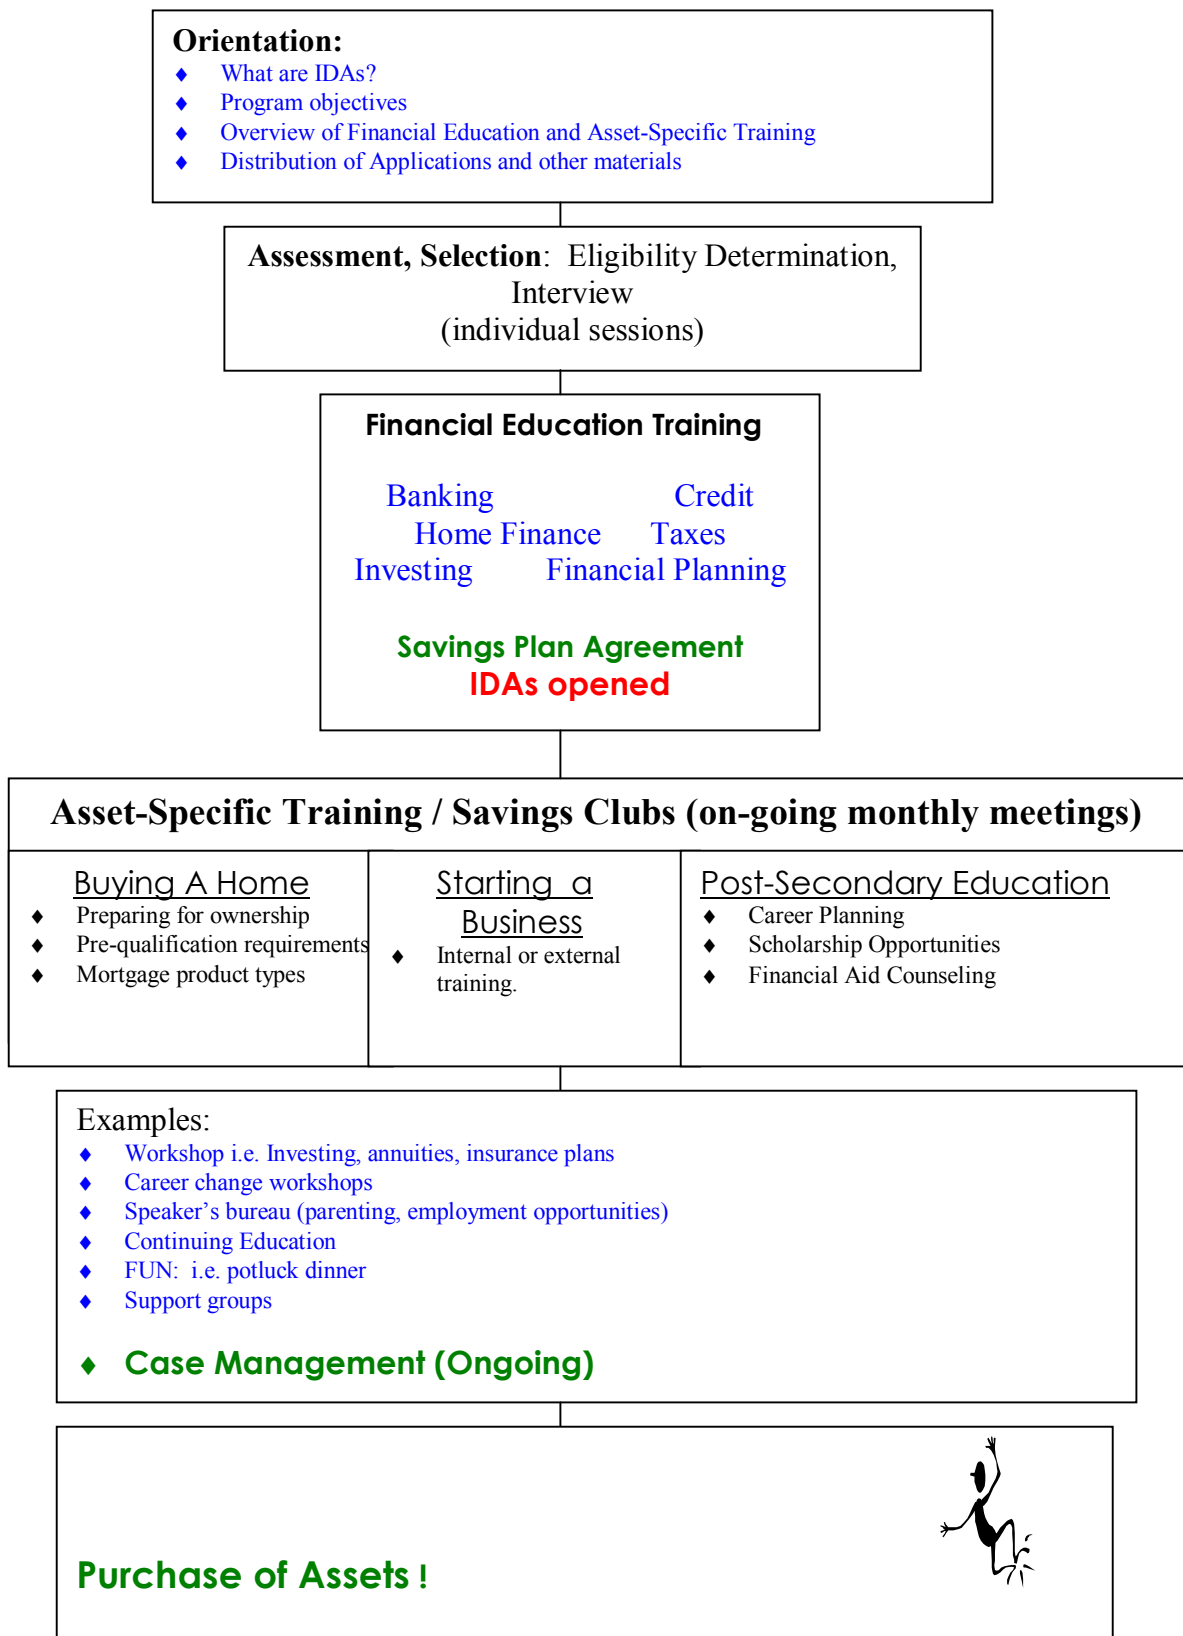 Orientation:
♦ What are IDAs?
♦ Program objectives
♦ Overview of Financial Education and Asset-Specific Training
♦ Distribution of Applications and other materials
Assessment, Selection: Eligibility Determination,
Interview
(individual sessions)
Financial Education Training
Banking Credit
Home Finance Taxes
Investing Financial Planning
Savings Plan Agreement
IDAs opened
Asset-Specific Training / Savings Clubs (on-going monthly meetings)
Buying A Home
♦ Preparing for ownership
♦ Pre-qualification requirements
♦ Mortgage product types
Starting a
Business
♦ Internal or external
training.
Post-Secondary Education
♦ Career Planning
♦ Scholarship Opportunities
♦ Financial Aid Counseling
Examples:
♦ Workshop i.e. Investing, annuities, insurance plans
♦ Career change workshops
♦ Speaker’s bureau (parenting, employment opportunities)
♦ Continuing Education
♦ FUN: i.e. potluck dinner
♦ Support groups
♦ Case Management (Ongoing)
Purchase of Assets !